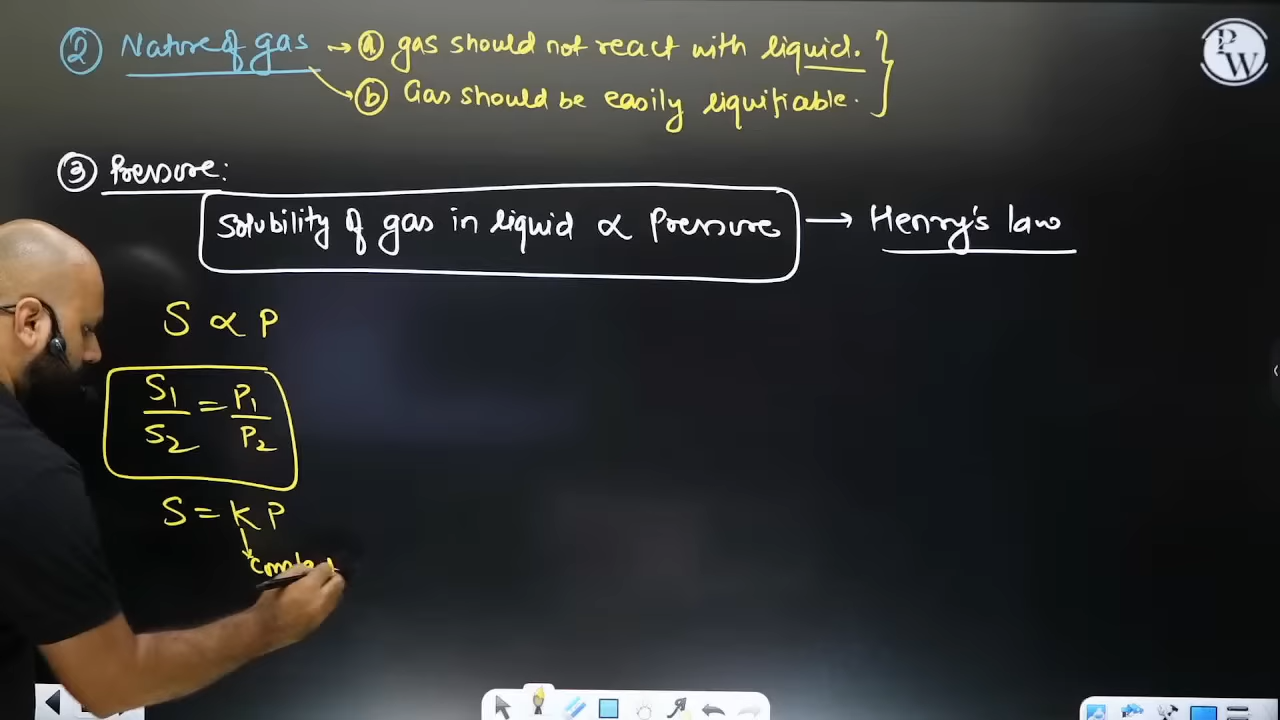 ② Nature of gas → ⓐ gas should not react with liquid.
ⓑ Gas should be easily liquifiable.
③ Pressure:
Solubility of gas in liquid ∝ Pressure → Henry's law
S ∝ P
S1/S2 = P1/P2
S = K P
PW